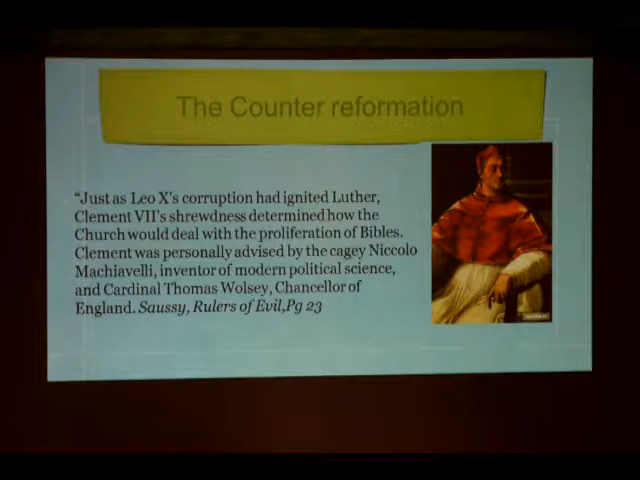 The Counter reformation
“Just as Leo X's corruption had ignited Luther,
Clement VII's shrewdness determined how the
Church would deal with the proliferation of Bibles.
Clement was personally advised by the cagey Niccolo
Machiavelli, inventor of modern political science,
and Cardinal Thomas Wolsey, Chancellor of
England. Saussy, Rulers of Evil,Pg 23